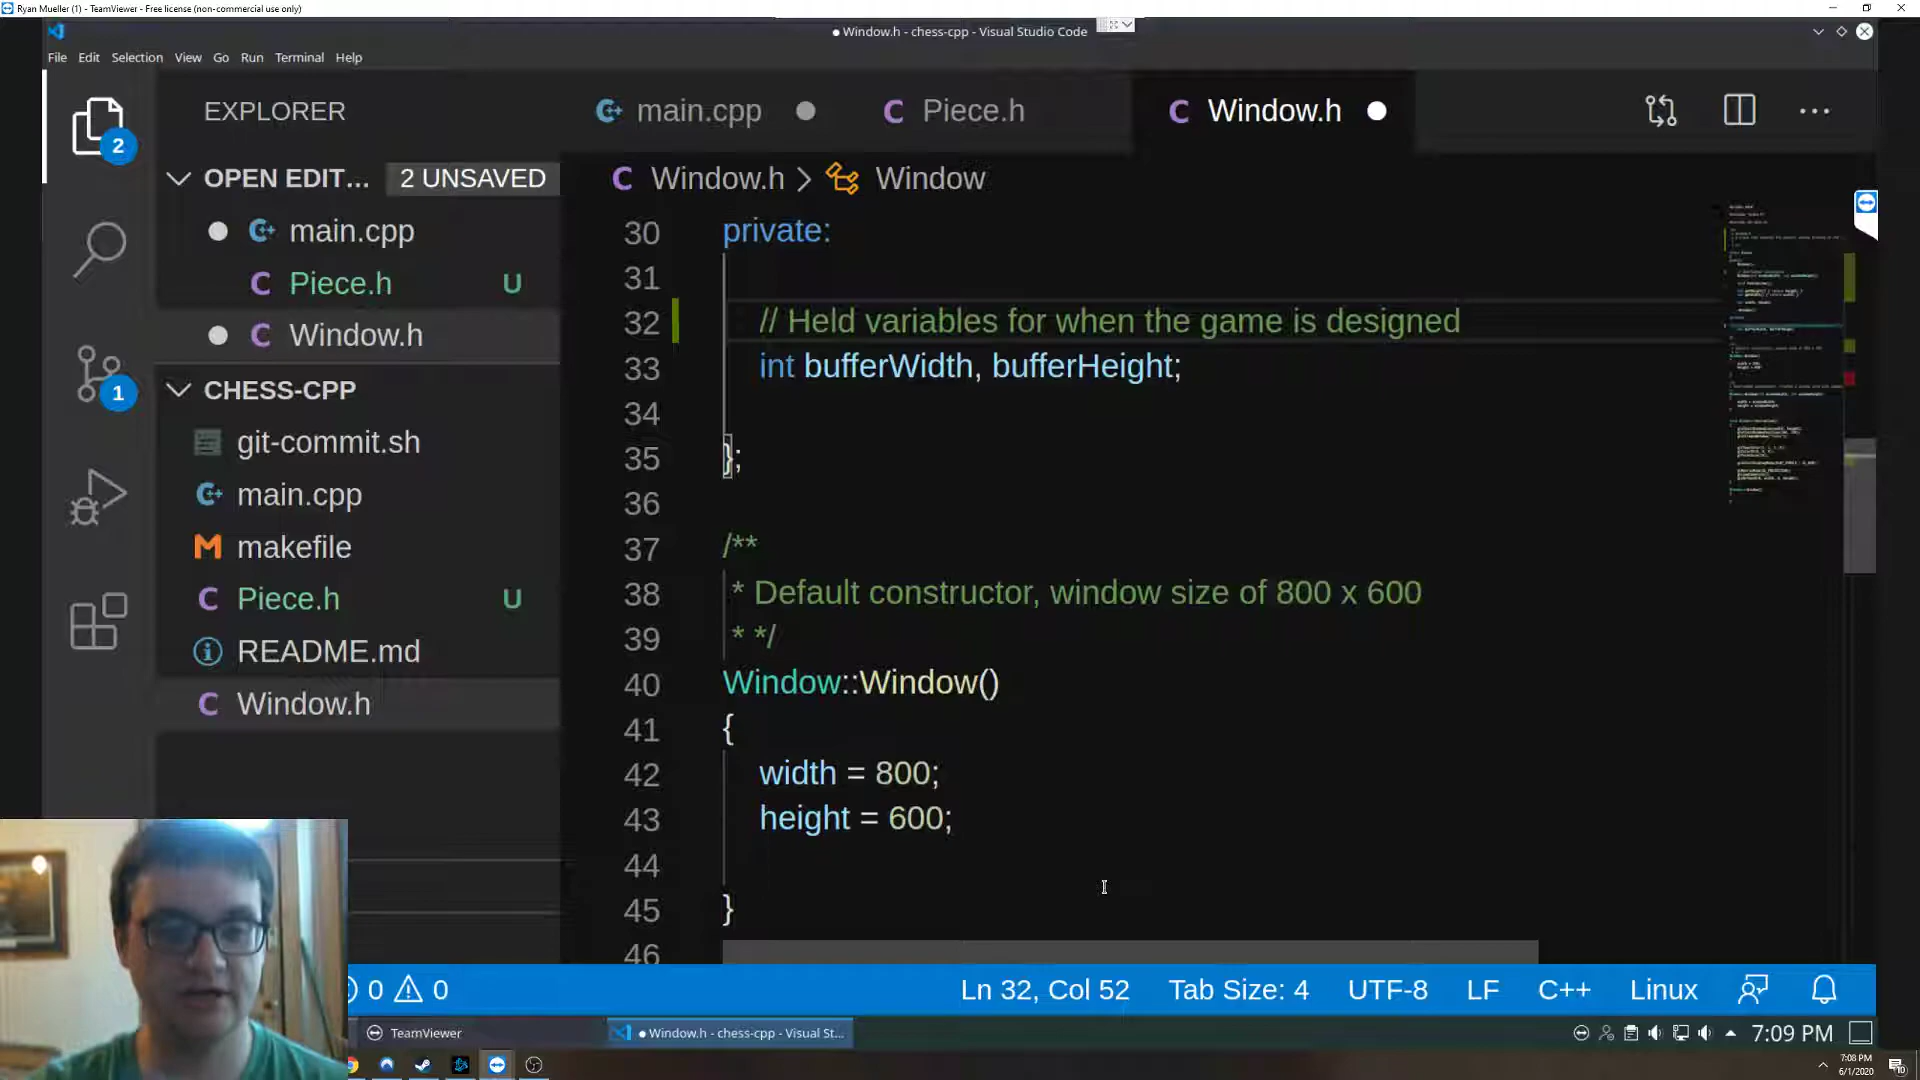 Ryan Mueller (1) - TeamViewer - Free license (non-commercial use only)
● Window.h - chess-cpp - Visual Studio Code
File Edit Selection View Go Run Terminal Help
EXPLORER
main.cpp ● Piece.h Window.h ●
2
OPEN EDIT... 2 UNSAVED
Window.h > Window
main.cpp
Piece.h U
Window.h
CHESS-CPP
1
git-commit.sh
main.cpp
makefile
Piece.h U
README.md
Window.h
30 private:
31
32 // Held variables for when the game is designed
33 int bufferWidth, bufferHeight;
34
35 };
36
37 /**
38 * Default constructor, window size of 800 x 600
39 * */
40 Window::Window()
41 {
42 width = 800;
43 height = 600;
44
45 }
46
0 0 Ln 32, Col 52 Tab Size: 4 UTF-8 LF C++ Linux
TeamViewer ● Window.h - chess-cpp - Visual St... 7:09 PM
7:08 PM
6/1/2020